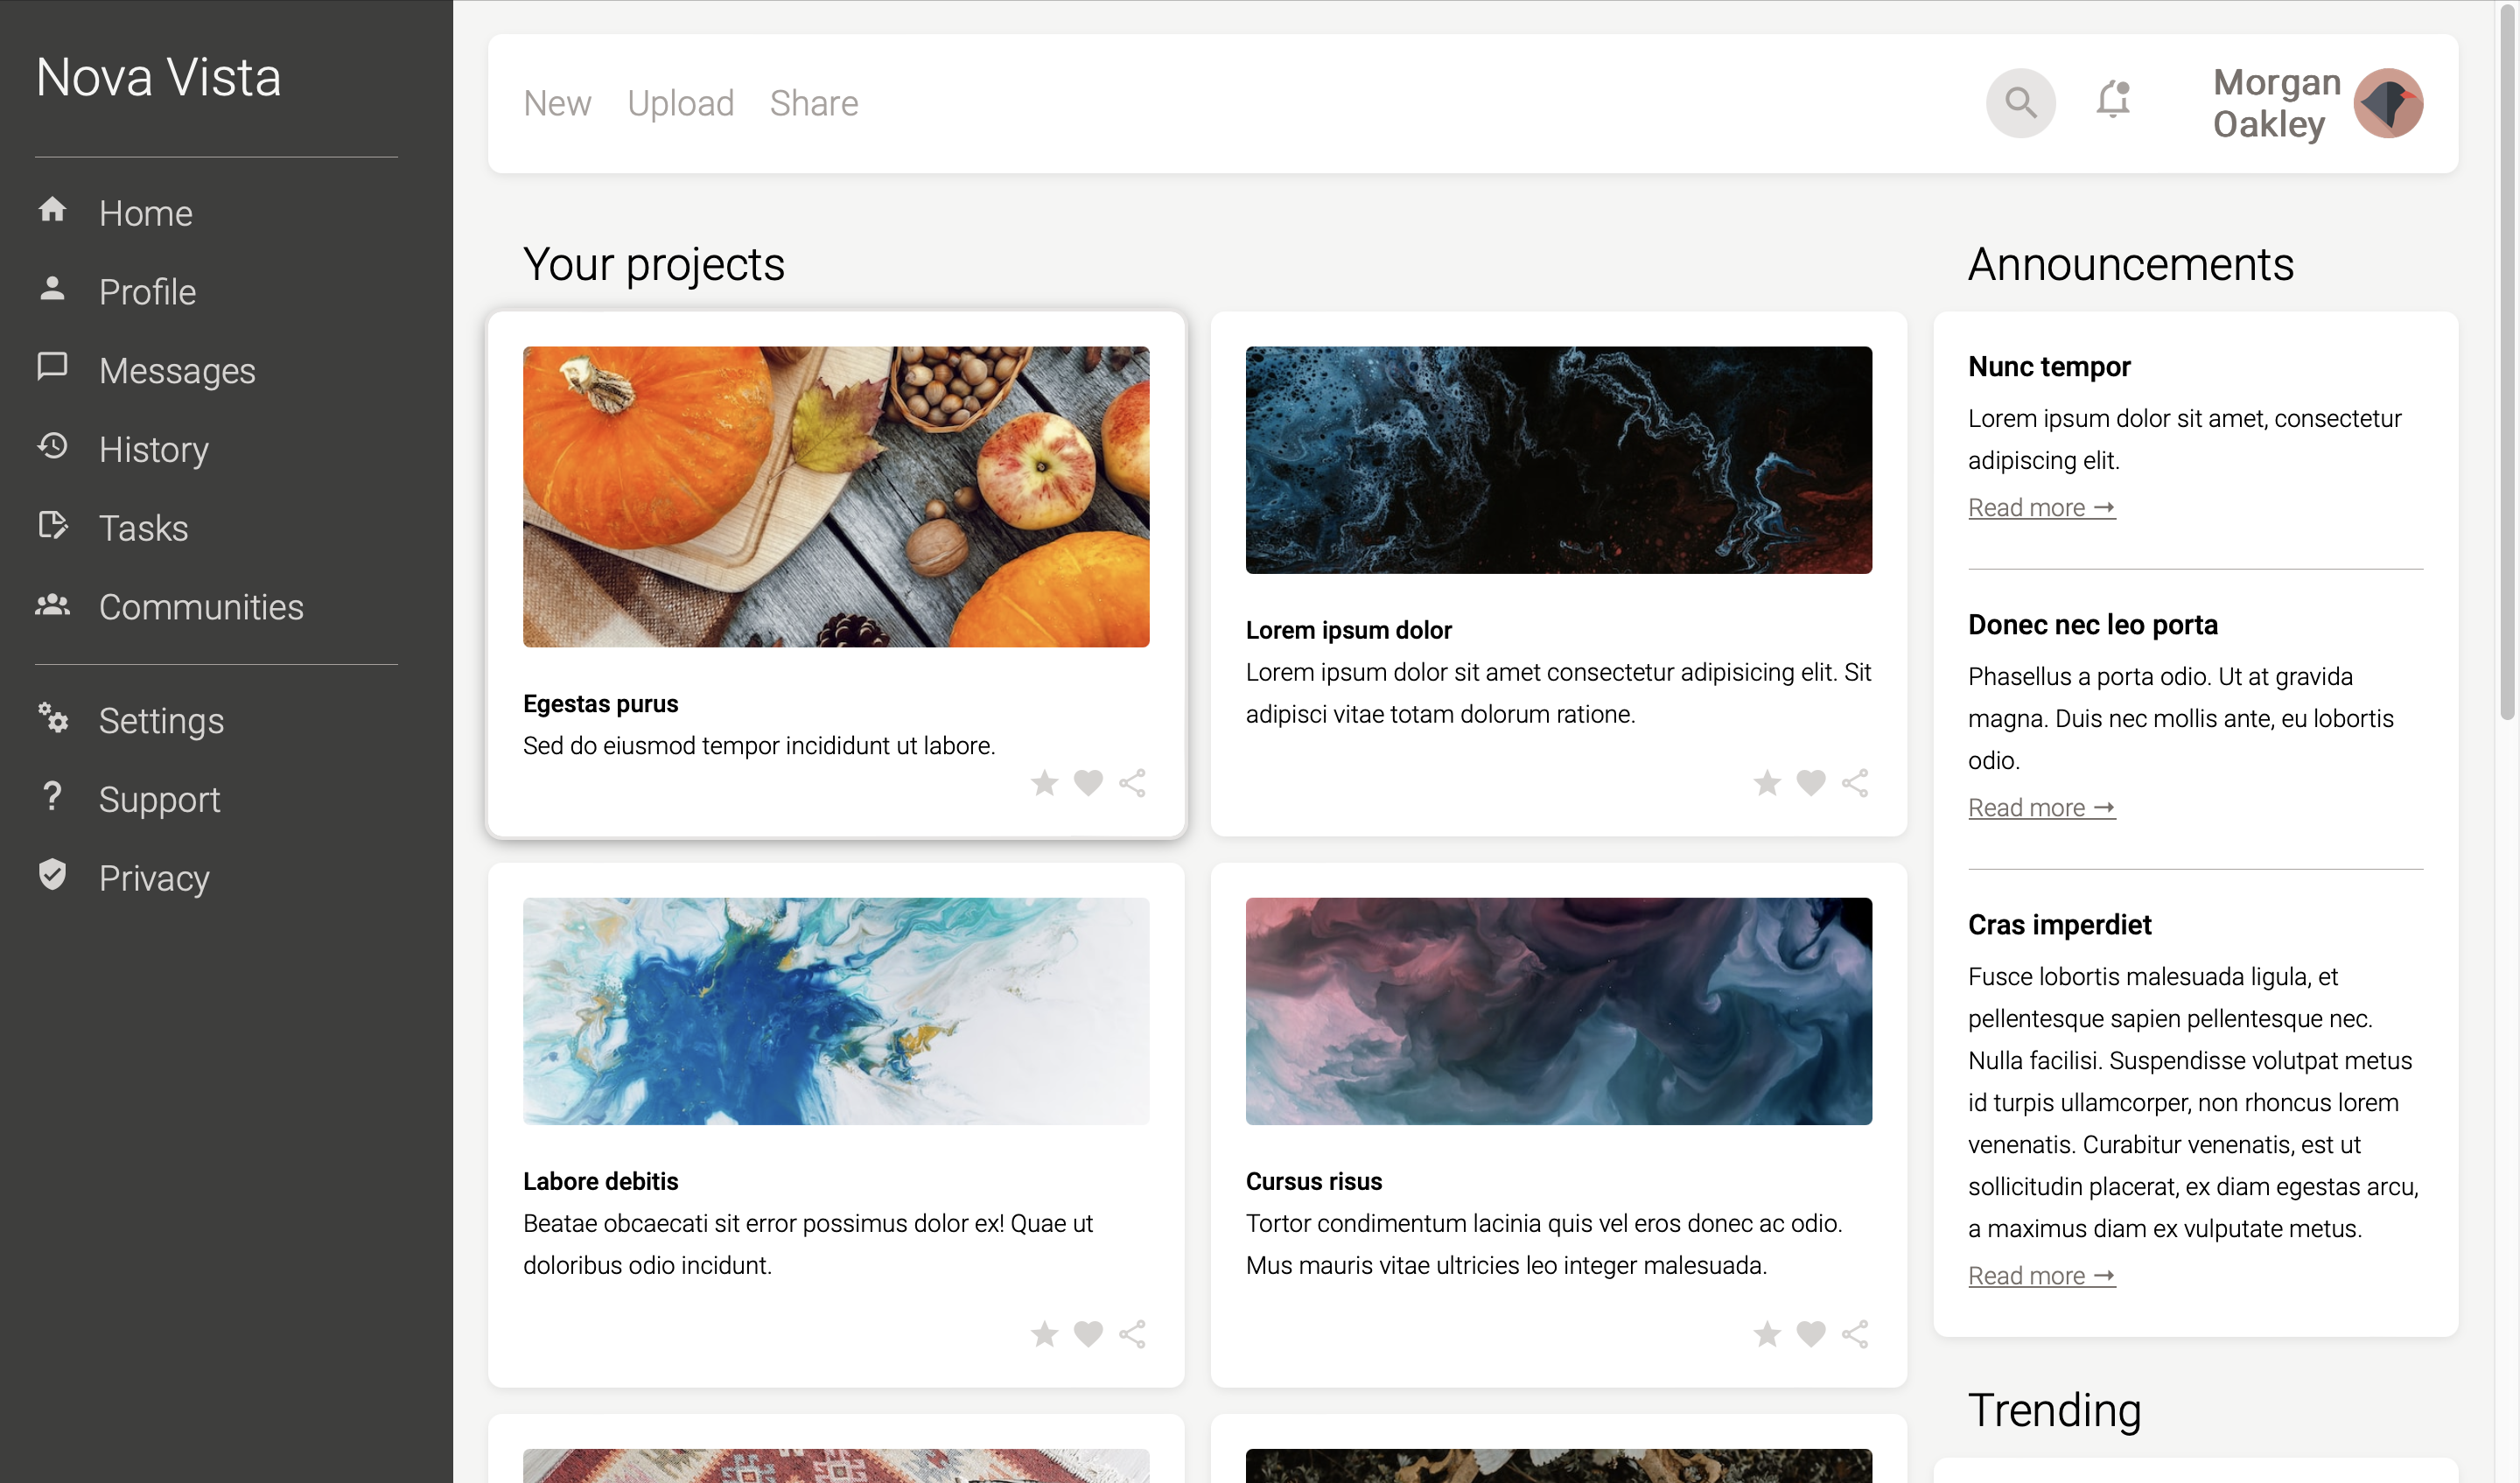 Nova Vista
Home
Profile
Messages
History
Tasks
Communities
Settings
Support
Privacy
New
Upload
Share
Morgan
Oakley
Your projects
Egestas purus
Sed do eiusmod tempor incididunt ut labore.
Lorem ipsum dolor
Lorem ipsum dolor sit amet consectetur adipisicing elit. Sit
adipisci vitae totam dolorum ratione.
Labore debitis
Beatae obcaecati sit error possimus dolor ex! Quae ut
doloribus odio incidunt.
Cursus risus
Tortor condimentum lacinia quis vel eros donec ac odio.
Mus mauris vitae ultricies leo integer malesuada.
Announcements
Nunc tempor
Lorem ipsum dolor sit amet, consectetur
adipiscing elit.
Read more →
Donec nec leo porta
Phasellus a porta odio. Ut at gravida
magna. Duis nec mollis ante, eu lobortis
odio.
Read more →
Cras imperdiet
Fusce lobortis malesuada ligula, et
pellentesque sapien pellentesque nec.
Nulla facilisi. Suspendisse volutpat metus
id turpis ullamcorper, non rhoncus lorem
venenatis. Curabitur venenatis, est ut
sollicitudin placerat, ex diam egestas arcu,
a maximus diam ex vulputate metus.
Read more →
Trending